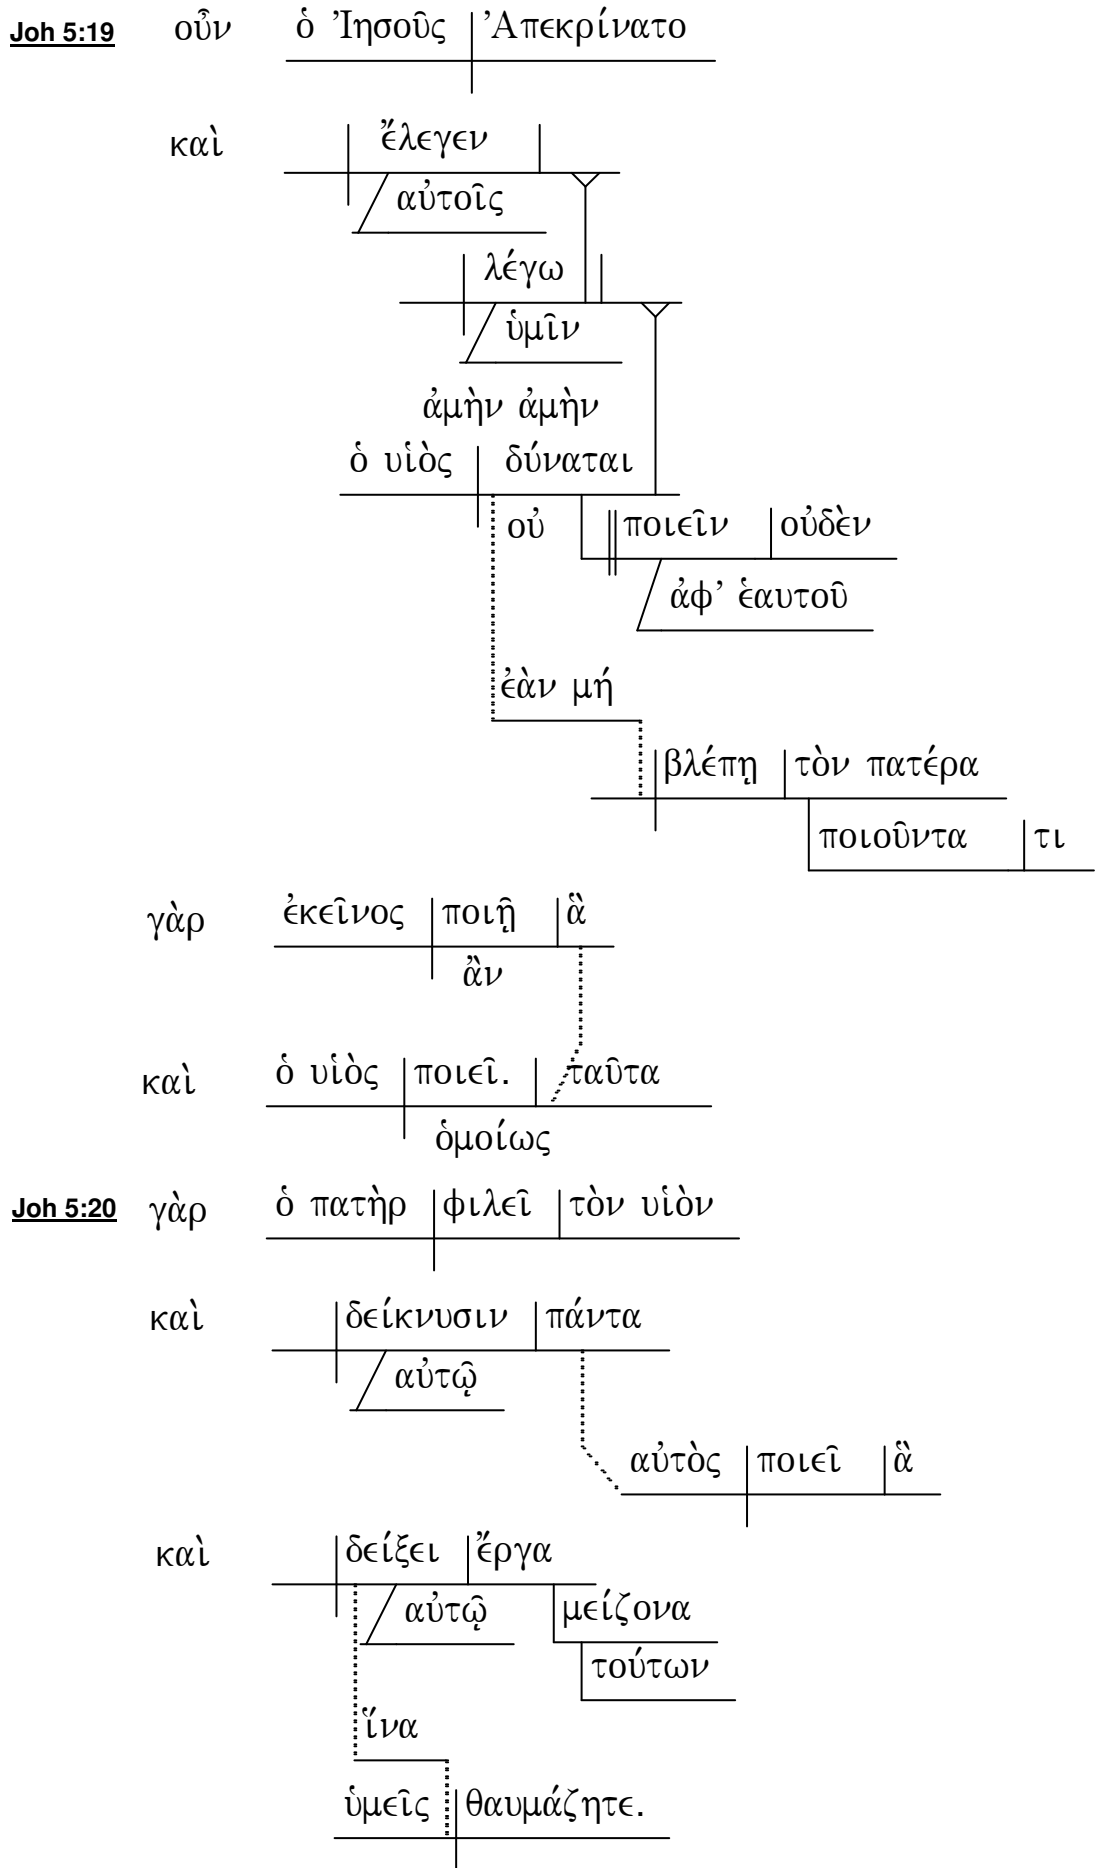 Joh 5:19 οὖν ὁ Ἰησοῦς Ἀπεκρίνατο
καὶ ἔλεγεν
αὐτοῖς
λέγω
ὑμῖν
ἀμὴν ἀμὴν
ὁ υἱὸς δύναται
οὐ ποιεῖν οὐδὲν
ἀφ’ ἑαυτοῦ
ἐὰν μή
βλέπῃ τὸν πατέρα
ποιοῦντα τι
γὰρ ἐκεῖνος ποιῇ ἃ
ἂν
καὶ ὁ υἱὸς ποιεῖ. ταῦτα
ὁμοίως
Joh 5:20 γὰρ ὁ πατὴρ φιλεῖ τὸν υἱὸν
καὶ δείκνυσιν πάντα
αὐτῷ
αὐτὸς ποιεῖ ἃ
καὶ δείξει ἔργα
αὐτῷ μείζονα
τούτων
ἵνα
ὑμεῖς θαυμάζητε.